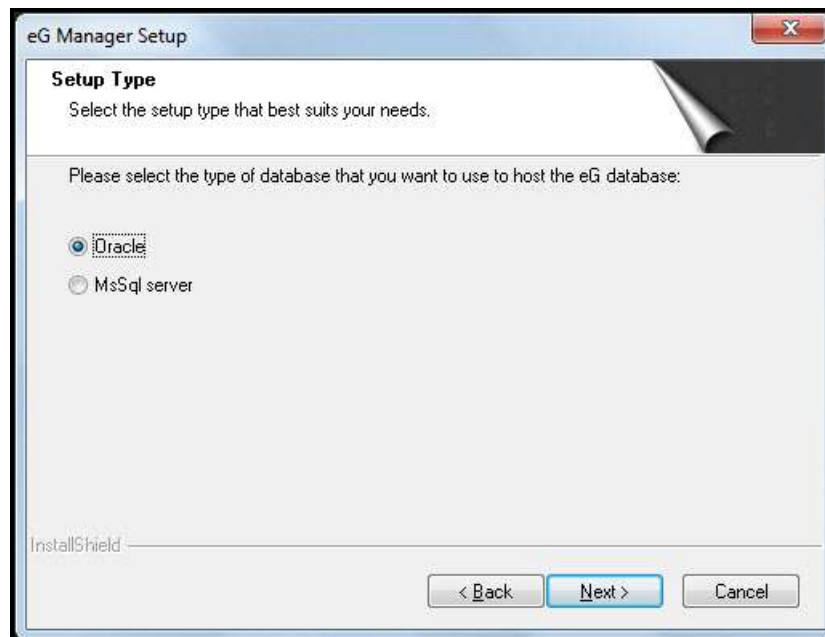 eG Manager Setup
Setup Type
Select the setup type that best suits your needs.
Please select the type of database that you want to use to host the eG database:
Oracle
MsSql server
InstallShield
< Back Next > Cancel